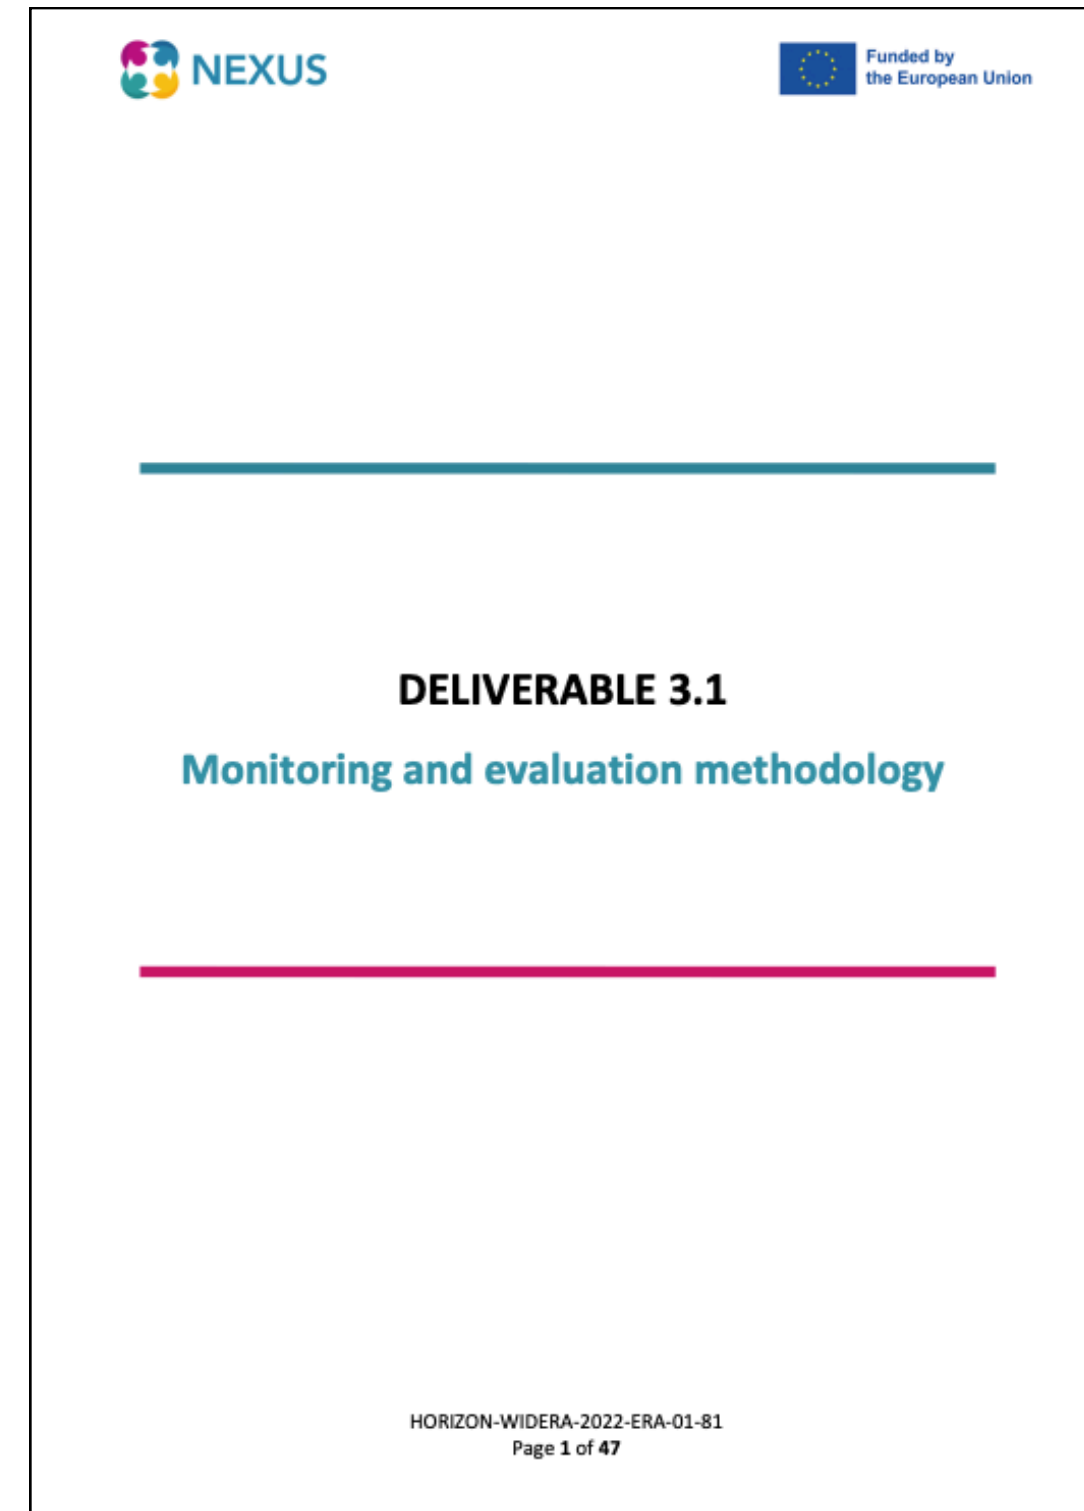 NEXUS
Funded by
the European Union
DELIVERABLE 3.1
Monitoring and evaluation methodology
HORIZON-WIDERA-2022-ERA-01-81
Page 1 of 47